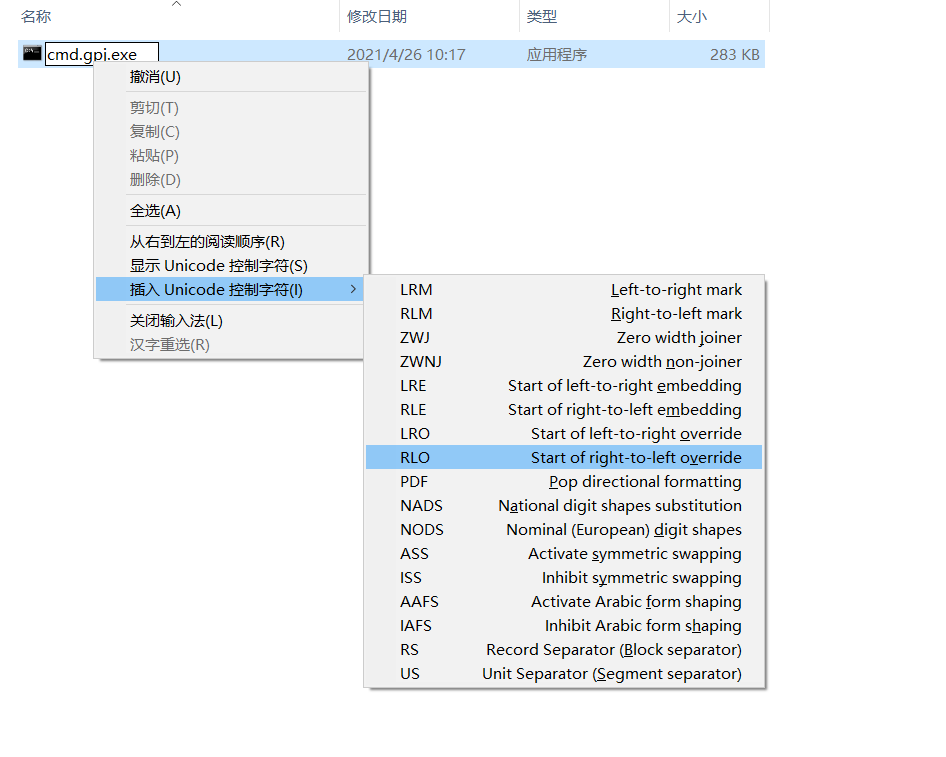 名称 修改日期 类型 大小
cmd.gpj.exe 2021/4/26 10:17 应用程序 283 KB
撤消(U)
剪切(T)
复制(C)
粘贴(P)
删除(D)
全选(A)
从右到左的阅读顺序(R)
显示 Unicode 控制字符(S)
插入 Unicode 控制字符(I)
关闭输入法(L)
汉字重选(R)
LRM Left-to-right mark
RLM Right-to-left mark
ZWJ Zero width joiner
ZWNJ Zero width non-joiner
LRE Start of left-to-right embedding
RLE Start of right-to-left embedding
LRO Start of left-to-right override
RLO Start of right-to-left override
PDF Pop directional formatting
NADS National digit shapes substitution
NODS Nominal (European) digit shapes
ASS Activate symmetric swapping
ISS Inhibit symmetric swapping
AAFS Activate Arabic form shaping
IAFS Inhibit Arabic form shaping
RS Record Separator (Block separator)
US Unit Separator (Segment separator)